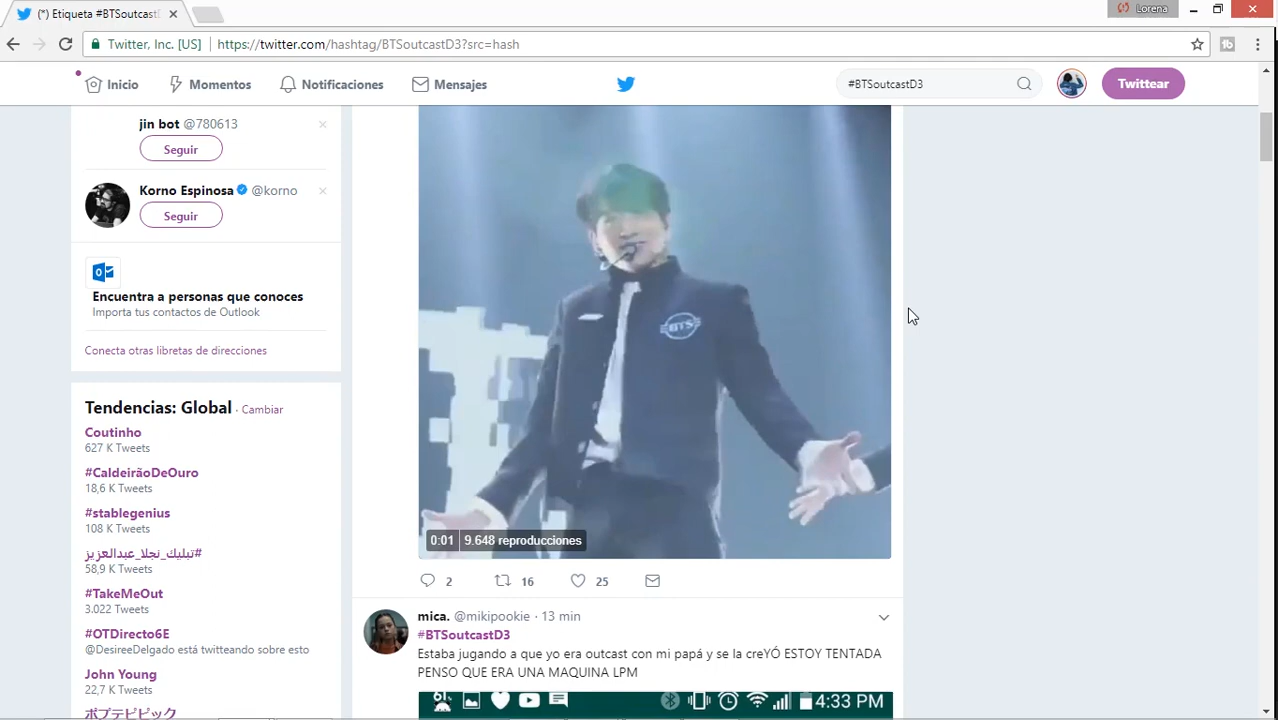 (*) Etiqueta #BTSoutcast
Lorena
Twitter, Inc. [US]
https://twitter.com/hashtag/BTSoutcastD3?src=hash
Inicio
Momentos
Notificaciones
Mensajes
#BTSoutcastD3
Twittear
jin bot @780613
Seguir
Korno Espinosa @korno
Seguir
Encuentra a personas que conoces
Importa tus contactos de Outlook
Conecta otras libretas de direcciones
Tendencias: Global · Cambiar
Coutinho
627 K Tweets
#CaldeirãoDeOuro
18,6 K Tweets
#stablegenius
108 K Tweets
#تبليك_نجلا_عبدالعزيز
58,9 K Tweets
#TakeMeOut
3.022 Tweets
#OTDirecto6E
@DesireeDelgado está twitteando sobre esto
John Young
22,7 K Tweets
ポプテピピック
BTS
0:01 9.648 reproducciones
2 16 25
mica. @mikipookie · 13 min
#BTSoutcastD3
Estaba jugando a que yo era outcast con mi papá y se la creYÓ ESTOY TENTADA
PENSO QUE ERA UNA MAQUINA LPM
4:33 PM